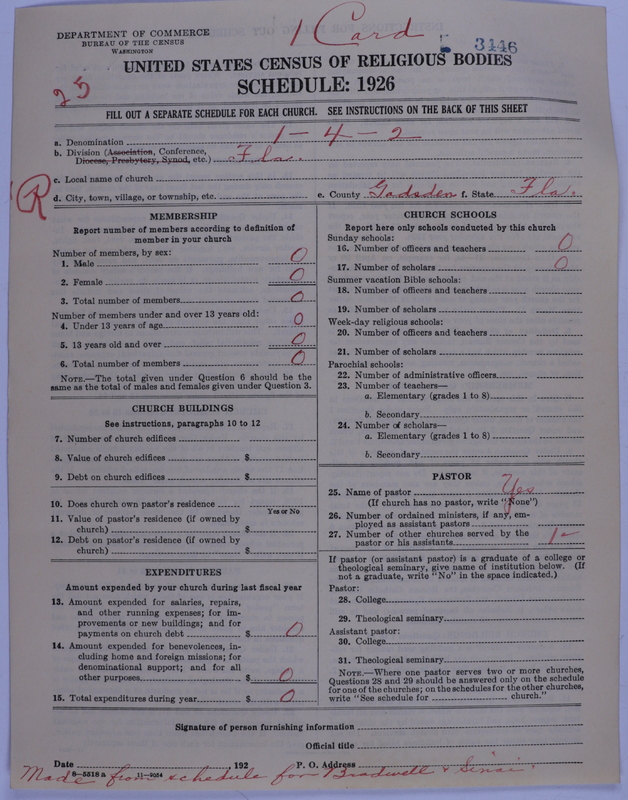 DEPARTMENT OF COMMERCE
BUREAU OF THE CENSUS
WASHINGTON
1 Card
3446
25
UNITED STATES CENSUS OF RELIGIOUS BODIES
SCHEDULE: 1926
FILL OUT A SEPARATE SCHEDULE FOR EACH CHURCH. SEE INSTRUCTIONS ON THE BACK OF THIS SHEET
a. Denomination 1-4-2
b. Division (Association, Conference,
Diocese, Presbytery, Synod, etc.) Fla.
c. Local name of church
R
d. City, town, village, or township, etc. e. County Gadsden f. State Fla.
MEMBERSHIP
Report number of members according to definition of
member in your church
Number of members, by sex:
1. Male 0
2. Female 0
3. Total number of members 0
Number of members under and over 13 years old:
4. Under 13 years of age 0
5. 13 years old and over 0
6. Total number of members 0
NOTE.—The total given under Question 6 should be the
same as the total of males and females given under Question 3.
CHURCH BUILDINGS
See instructions, paragraphs 10 to 12
7. Number of church edifices
8. Value of church edifices $
9. Debt on church edifices $
10. Does church own pastor's residence
Yes or No
11. Value of pastor's residence (if owned by
church) $
12. Debt on pastor's residence (if owned by
church) $
EXPENDITURES
Amount expended by your church during last fiscal year
13. Amount expended for salaries, repairs,
and other running expenses; for im-
provements or new buildings; and for
payments on church debt $ 0
14. Amount expended for benevolences, in-
cluding home and foreign missions; for
denominational support; and for all
other purposes $ 0
15. Total expenditures during year $ 0
CHURCH SCHOOLS
Report here only schools conducted by this church
Sunday schools:
16. Number of officers and teachers 0
17. Number of scholars 0
Summer vacation Bible schools:
18. Number of officers and teachers
19. Number of scholars
Week-day religious schools:
20. Number of officers and teachers
21. Number of scholars
Parochial schools:
22. Number of administrative officers
23. Number of teachers—
a. Elementary (grades 1 to 8)
b. Secondary
24. Number of scholars—
a. Elementary (grades 1 to 8)
b. Secondary
PASTOR
25. Name of pastor Yes
(If church has no pastor, write "None")
26. Number of ordained ministers, if any, em-
ployed as assistant pastors
27. Number of other churches served by the
pastor or his assistants 1-
If pastor (or assistant pastor) is a graduate of a college or
theological seminary, give name of institution below. (If
not a graduate, write "No" in the space indicated.)
Pastor:
28. College
29. Theological seminary
Assistant pastor:
30. College
31. Theological seminary
NOTE.—Where one pastor serves two or more churches,
Questions 28 and 29 should be answered only on the schedule
for one of the churches; on the schedules for the other churches,
write "See schedule for church."
Signature of person furnishing information
Official title
Date , 192 P. O. Address
8—5518 a 11—9054
Made from schedule for Bradwell & Sinai